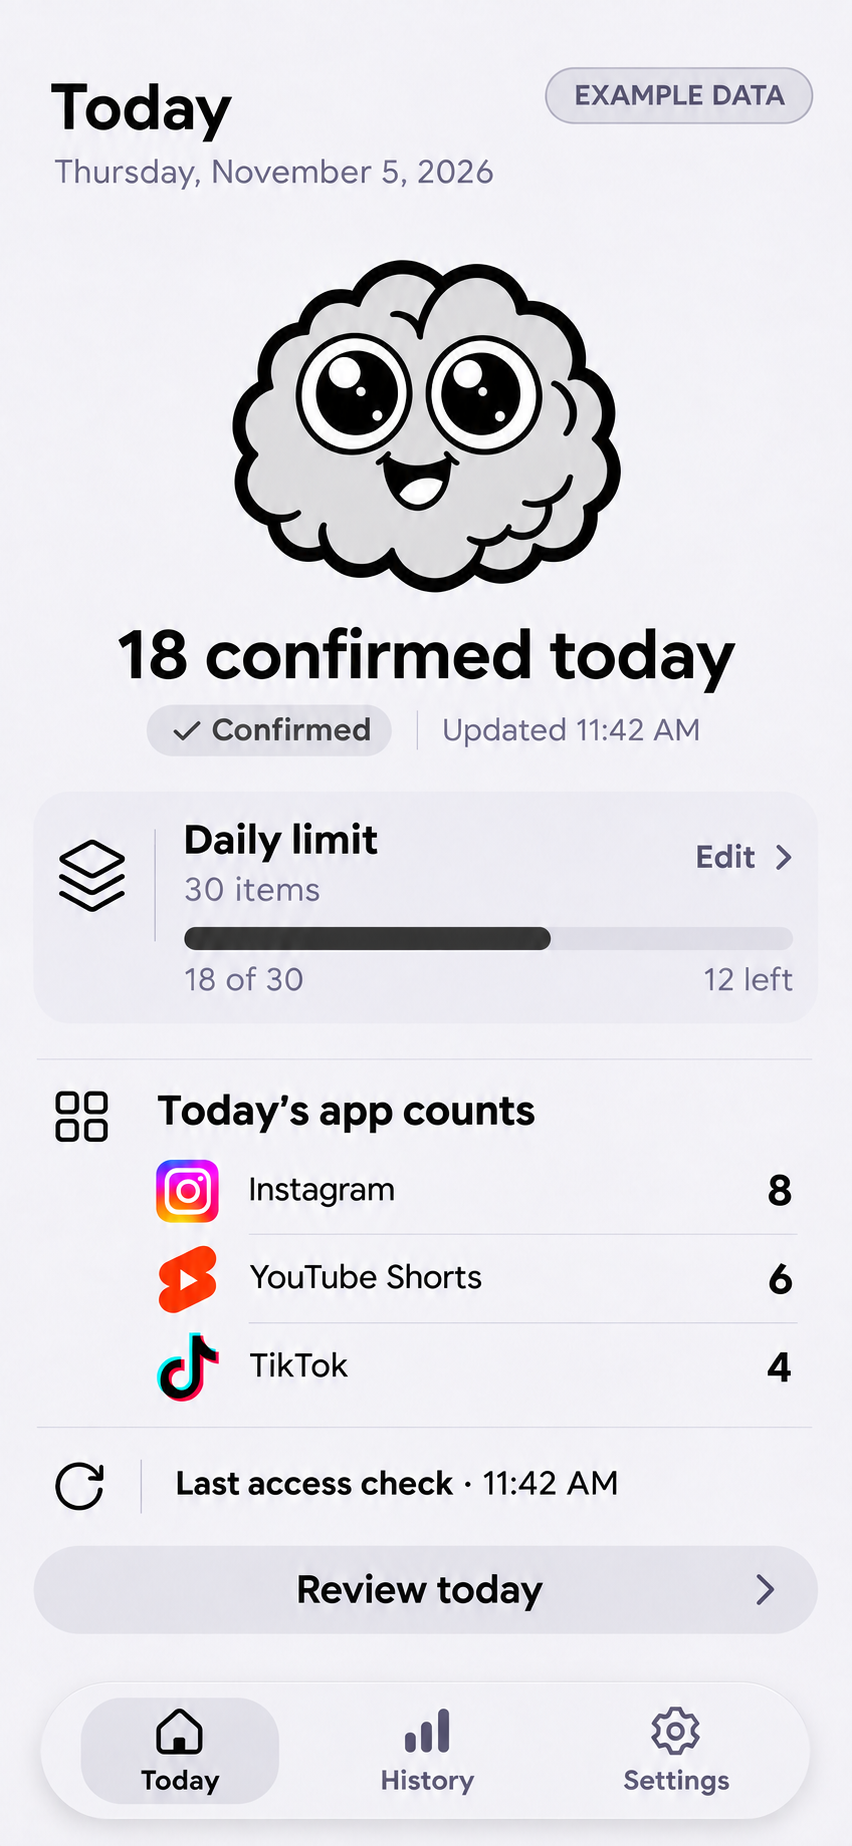 Today
EXAMPLE DATA
Thursday, November 5, 2026
18 confirmed today
Confirmed
Updated 11:42 AM
Daily limit
Edit
30 items
18 of 30
12 left
Today’s app counts
Instagram
8
YouTube Shorts
6
TikTok
4
Last access check · 11:42 AM
Review today
Today
History
Settings